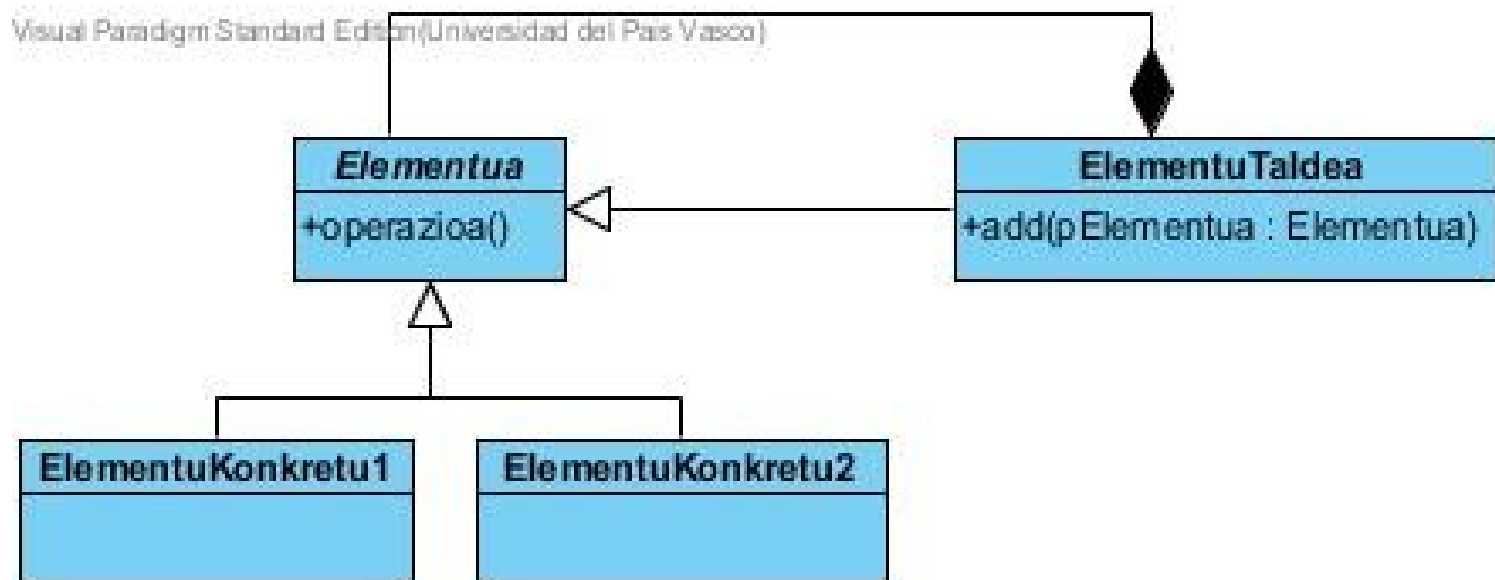 Visual Paradigm Standard Edition(Universidad del Pais Vasco)
Elementua
+operazioa()
ElementuTaldea
+add(pElementua : Elementua)
ElementuKonkretu1
ElementuKonkretu2